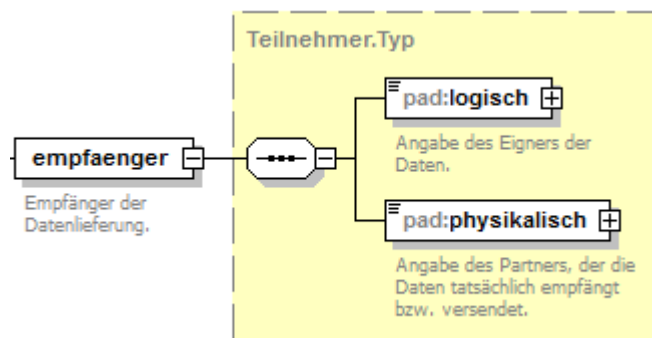 Teilnehmer.Typ
pad:logisch
Angabe des Eigners der
Daten.
empfaenger
Empfänger der
Datenlieferung.
pad:physikalisch
Angabe des Partners, der die
Daten tatsächlich empfängt
bzw. versendet.